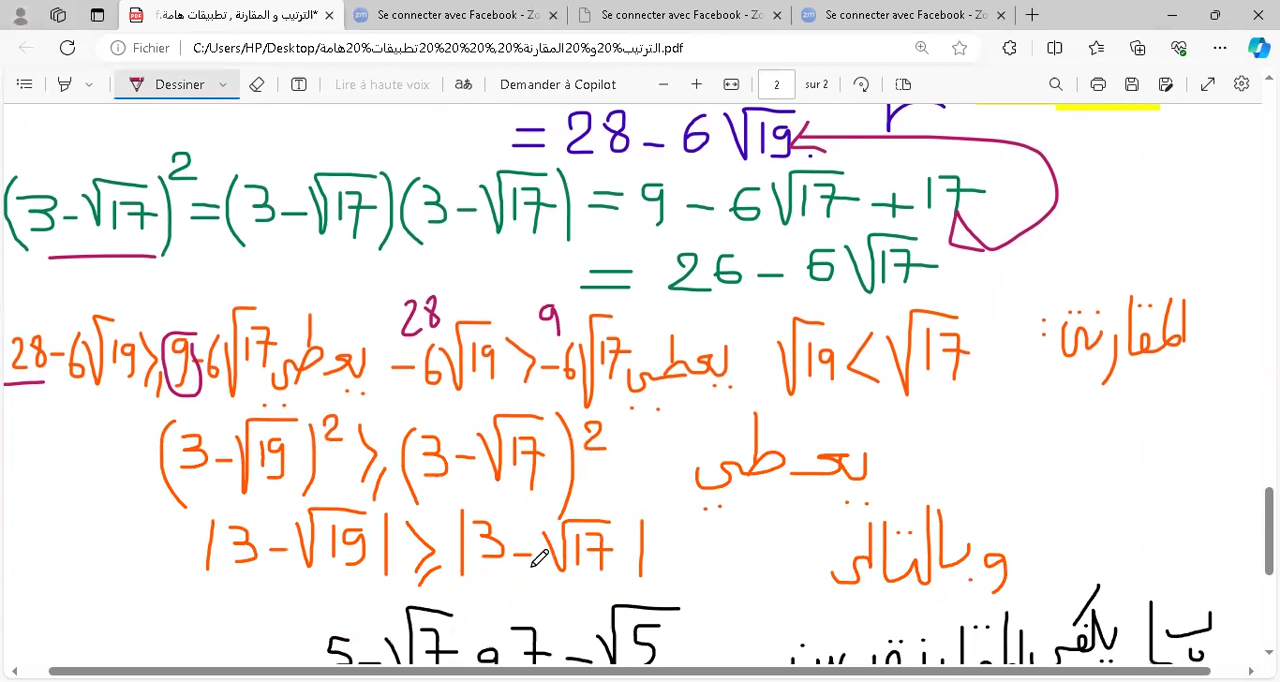 الترتيب و المقارنة , تطبيقات هامة.f*
Se connecter avec Facebook - Zo
Se connecter avec Facebook - Zo
Se connecter avec Facebook - Zo
Fichier
C:/Users/HP/Desktop/الترتيب%20و%20المقارنة%20,%20%20%20تطبيقات%20هامة.pdf
Dessiner
Lire à haute voix
aあ
Demander à Copilot
2
sur 2
= 28 - 6√19
(3-√17)² = (3-√17)(3-√17) = 9 - 6√17 + 17
= 26 - 6√17
المقارنة : √19 < √17 يعطي -6√19 > -6√17 يعطي 28-6√19 ⩾ 9-6√17
28 9
يعطي (3-√19)² ⩾ (3-√17)²
وبالتالي |3-√19| ⩾ |3-√17|
5-√7 و 7-√5